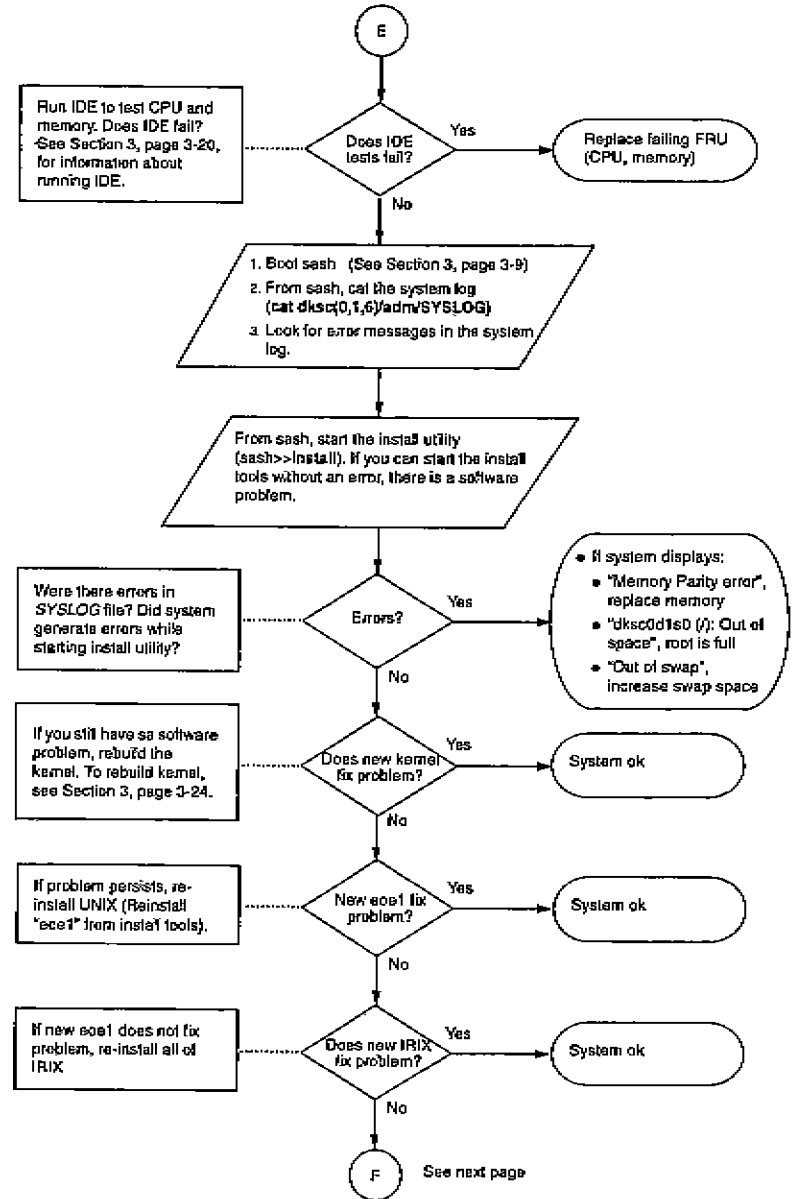 E
Run IDE to test CPU and
memory. Does IDE fail?
See Section 3, page 3-20,
for information about
running IDE.
Does IDE
tests fail?
Yes
Replace failing FRU
(CPU, memory)
No
1. Boot sash (See Section 3, page 3-9)
2. From sash, cat the system log
(cat dksc(0,1,6)/adm/SYSLOG)
3. Look for error messages in the system
log.
From sash, start the install utility
(sash>>install). If you can start the install
tools without an error, there is a software
problem.
Were there errors in
SYSLOG file? Did system
generate errors while
starting install utility?
Errors?
Yes
• If system displays:
• "Memory Parity error",
replace memory
• "dksc0d1s0 (/): Out of
space", root is full
• "Out of swap",
increase swap space
No
If you still have sa software
problem, rebuild the
kernel. To rebuild kernel,
see Section 3, page 3-24.
Does new kernel
fix problem?
Yes
System ok
No
If problem persists, re-
install UNIX (Reinstall
"eoe1" from install tools).
New eoe1 fix
problem?
Yes
System ok
No
If new eoe1 does not fix
problem, re-install all of
IRIX
Does new IRIX
fix problem?
Yes
System ok
No
F
See next page